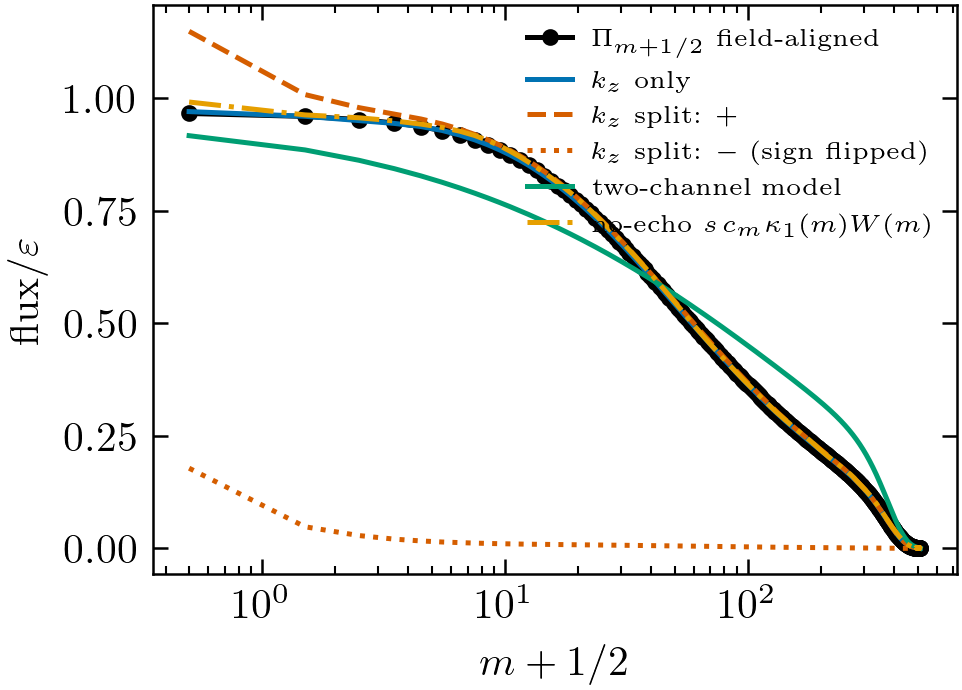 Π_{m+1/2} field-aligned
k_z only
k_z split: +
k_z split: − (sign flipped)
two-channel model
no-echo s c_m κ_1(m)W(m)
flux/ε
1.00
0.75
0.50
0.25
0.00
10^0 10^1 10^2
m + 1/2